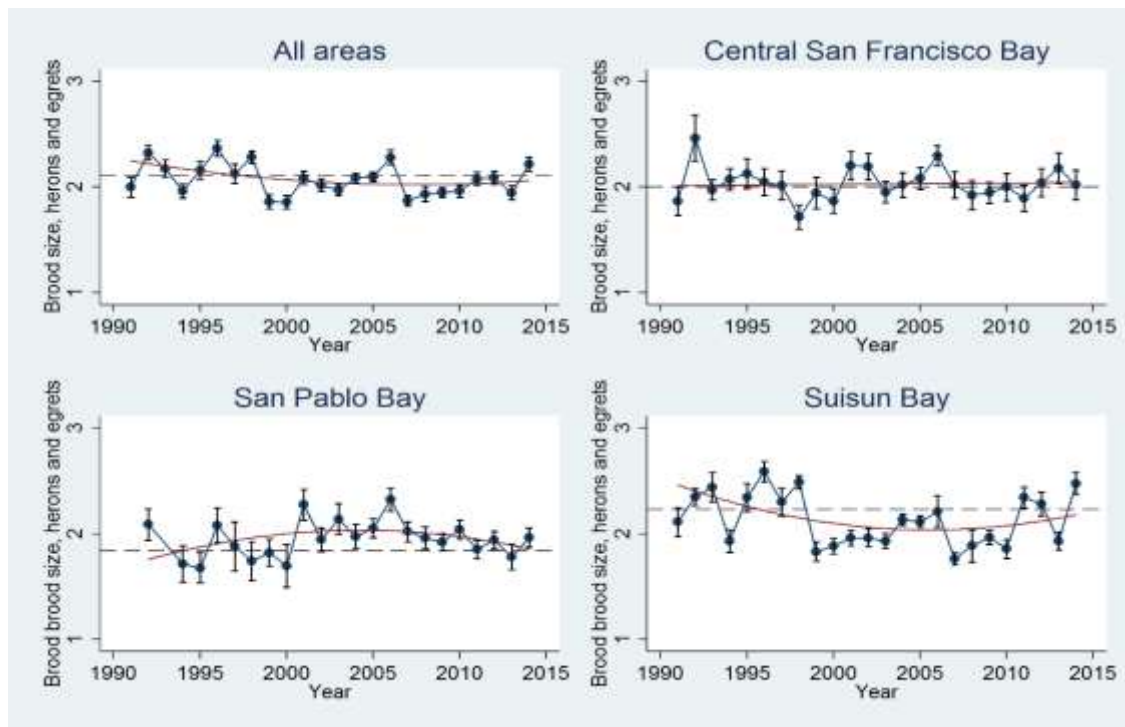 All areas
Brood size, herons and egrets
3
2
1
1990 1995 2000 2005 2010 2015
Year
Central San Francisco Bay
Brood size, herons and egrets
3
2
1
1990 1995 2000 2005 2010 2015
Year
San Pablo Bay
Brood brood size, herons and egrets
3
2
1
1990 1995 2000 2005 2010 2015
Year
Suisun Bay
Brood brood size, herons and egrets
3
2
1
1990 1995 2000 2005 2010 2015
Year